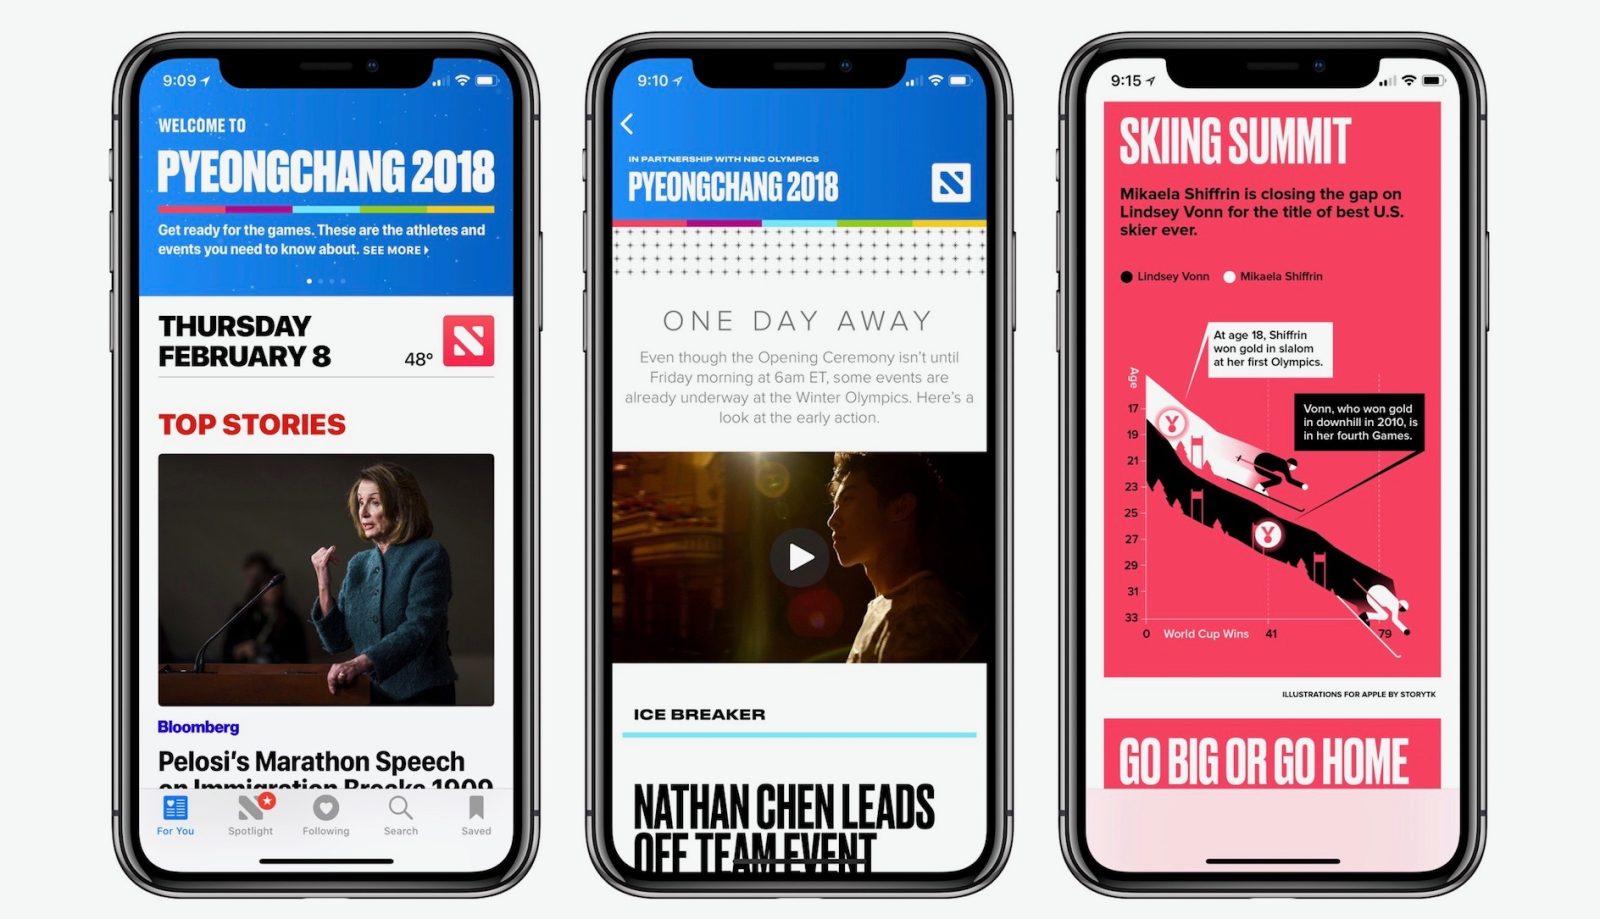 9:09
WELCOME TO
PYEONGCHANG 2018
Get ready for the games. These are the athletes and
events you need to know about. SEE MORE
THURSDAY
FEBRUARY 8
48°
TOP STORIES
Bloomberg
Pelosi's Marathon Speech
on Immigration Breaks 1909
For You
Spotlight
Following
Search
Saved
9:10
IN PARTNERSHIP WITH NBC OLYMPICS
PYEONGCHANG 2018
ONE DAY AWAY
Even though the Opening Ceremony isn't until
Friday morning at 6am ET, some events are
already underway at the Winter Olympics. Here's a
look at the early action.
ICE BREAKER
NATHAN CHEN LEADS
OFF TEAM EVENT
9:15
SKIING SUMMIT
Mikaela Shiffrin is closing the gap on
Lindsey Vonn for the title of best U.S.
skier ever.
Lindsey Vonn
Mikaela Shiffrin
At age 18, Shiffrin
won gold in slalom
at her first Olympics.
Age
Vonn, who won gold
in downhill in 2010, is
in her fourth Games.
17
19
21
23
25
27
29
31
33
0
World Cup Wins
41
79
ILLUSTRATIONS FOR APPLE BY STORYTK
GO BIG OR GO HOME